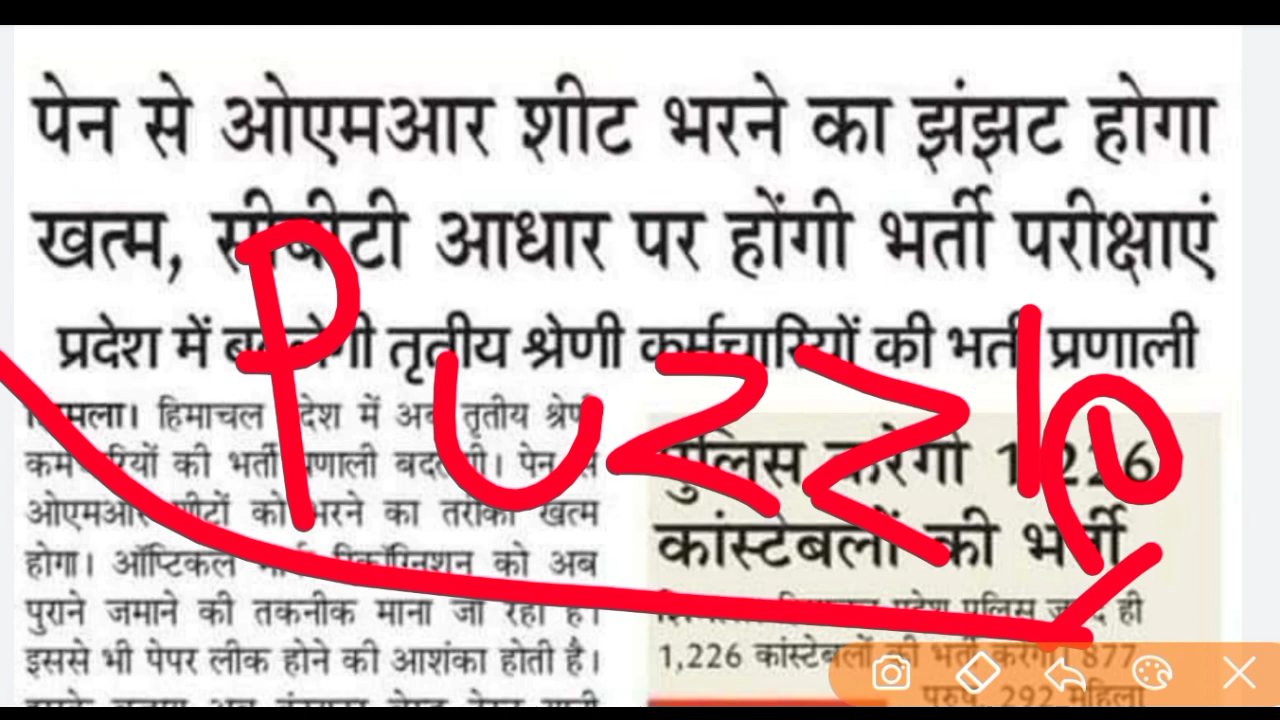 पेन से ओएमआर शीट भरने का झंझट होगा
खत्म, सीबीटी आधार पर होंगी भर्ती परीक्षाएं
प्रदेश में बदलेगी तृतीय श्रेणी कर्मचारियों की भर्ती प्रणाली
Puzzle
हिमाचल प्रदेश में अब तृतीय श्रेणी
कर्मचारियों की भर्ती प्रणाली बदलेगी। पेन से
ओएमआर शीटों को भरने का तरीका खत्म
होगा। ऑप्टिकल मार्क रिकॉग्निशन को अब
पुराने जमाने की तकनीक माना जा रहा है।
इससे भी पेपर लीक होने की आशंका होती है।
पुलिस करेगी 1,226
कांस्टेबलों की भर्ती
प्रदेश पुलिस जल्द ही
1,226 कांस्टेबलों की भर्ती करेगी। 877
पुरुष, 292 महिला